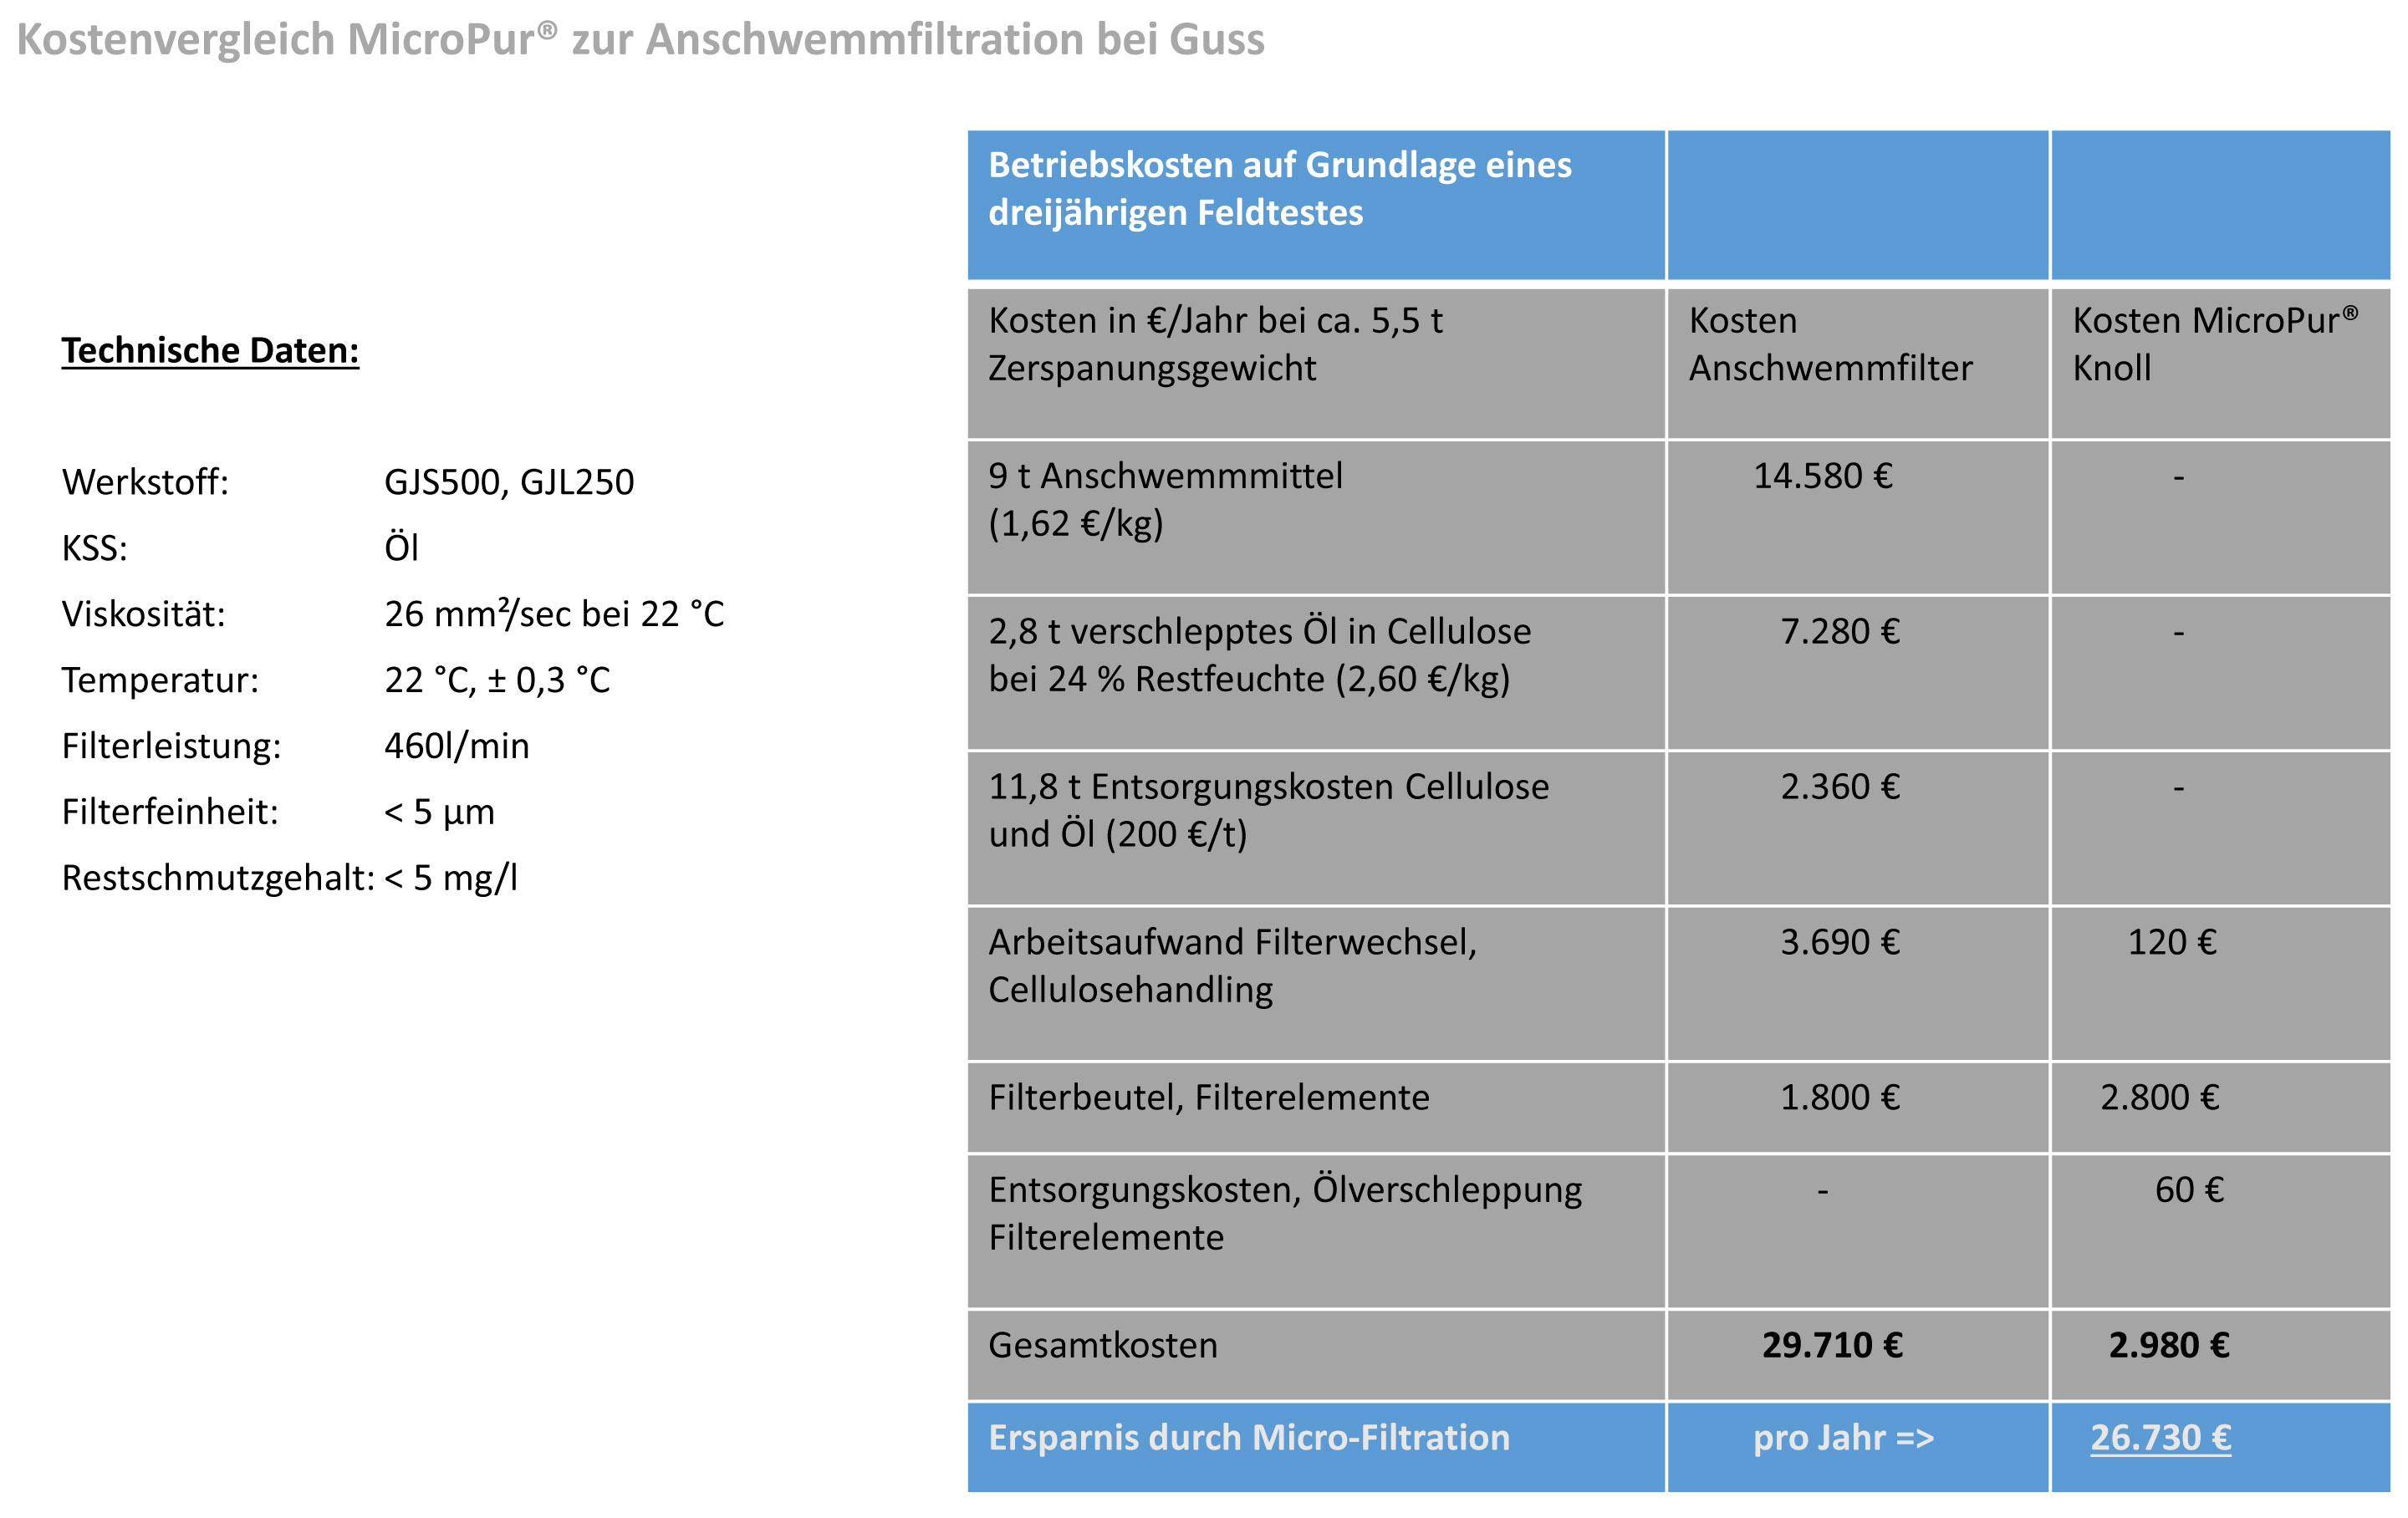 Kostenvergleich MicroPur® zur Anschwemmfiltration bei Guss
Technische Daten:
Werkstoff: GJS500, GJL250
KSS: Öl
Viskosität: 26 mm²/sec bei 22 °C
Temperatur: 22 °C, ± 0,3 °C
Filterleistung: 460l/min
Filterfeinheit: < 5 µm
Restschmutzgehalt: < 5 mg/l
Betriebskosten auf Grundlage eines
dreijährigen Feldtestes
Kosten in €/Jahr bei ca. 5,5 t
Zerspanungsgewicht
Kosten
Anschwemmfilter
Kosten MicroPur®
Knoll
9 t Anschwemmmittel
(1,62 €/kg)
14.580 €
-
2,8 t verschlepptes Öl in Cellulose
bei 24 % Restfeuchte (2,60 €/kg)
7.280 €
-
11,8 t Entsorgungskosten Cellulose
und Öl (200 €/t)
2.360 €
-
Arbeitsaufwand Filterwechsel,
Cellulosehandling
3.690 €
120 €
Filterbeutel, Filterelemente
1.800 €
2.800 €
Entsorgungskosten, Ölverschleppung
Filterelemente
-
60 €
Gesamtkosten
29.710 €
2.980 €
Ersparnis durch Micro-Filtration
pro Jahr =>
26.730 €